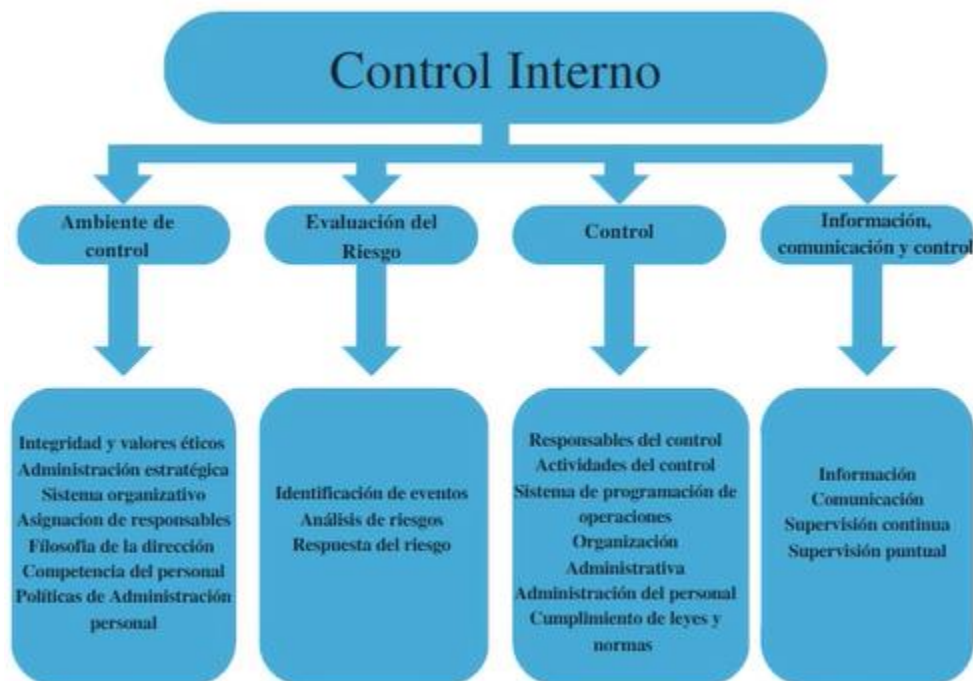 Control Interno
Ambiente de
control
Evaluación del
Riesgo
Control
Información,
comunicación y control
Integridad y valores éticos
Administración estratégica
Sistema organizativo
Asignacion de responsables
Filosofia de la dirección
Competencia del personal
Políticas de Administración
personal
Identificación de eventos
Análisis de riesgos
Respuesta del riesgo
Responsables del control
Actividades del control
Sistema de programación de
operaciones
Organización
Administrativa
Administración del personal
Cumplimiento de leyes y
normas
Información
Comunicación
Supervisión continua
Supervisión puntual